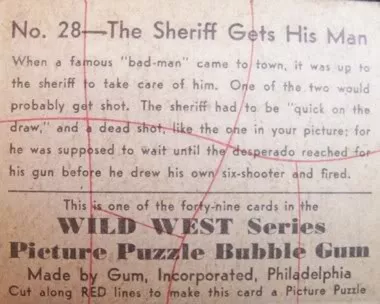 No. 28—The Sheriff Gets His Man
When a famous "bad-man" came to town, it was up
to the sheriff to take care of him. One of the two would
probably get shot. The sheriff had to be "quick on the
draw," and a dead shot, like the one in your picture; for
he was supposed to wait until the desperado reached for
his gun before he drew his own six-shooter and fired.
This is one of the forty-nine cards in the
WILD WEST Series
Picture Puzzle Bubble Gum
Made by Gum, Incorporated, Philadelphia
Cut along RED lines to make this card a Picture Puzzle